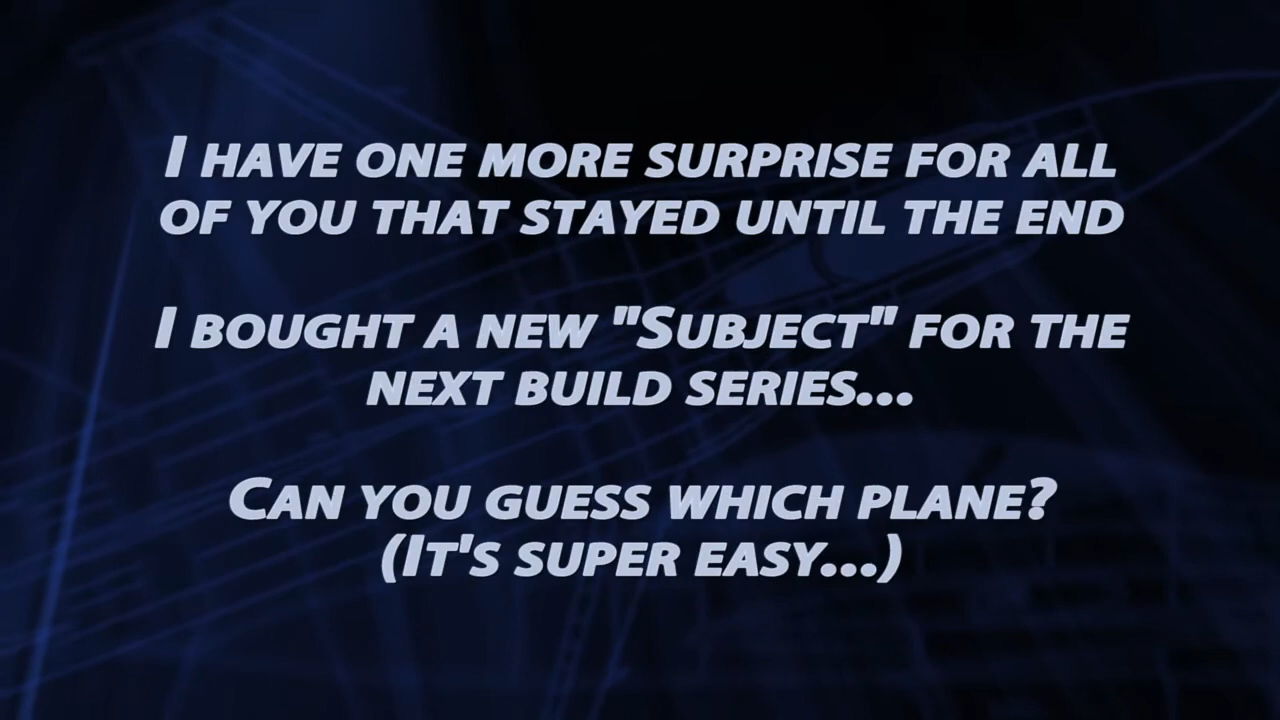 I HAVE ONE MORE SURPRISE FOR ALL
OF YOU THAT STAYED UNTIL THE END
I BOUGHT A NEW "SUBJECT" FOR THE
NEXT BUILD SERIES...
CAN YOU GUESS WHICH PLANE?
(IT'S SUPER EASY...)